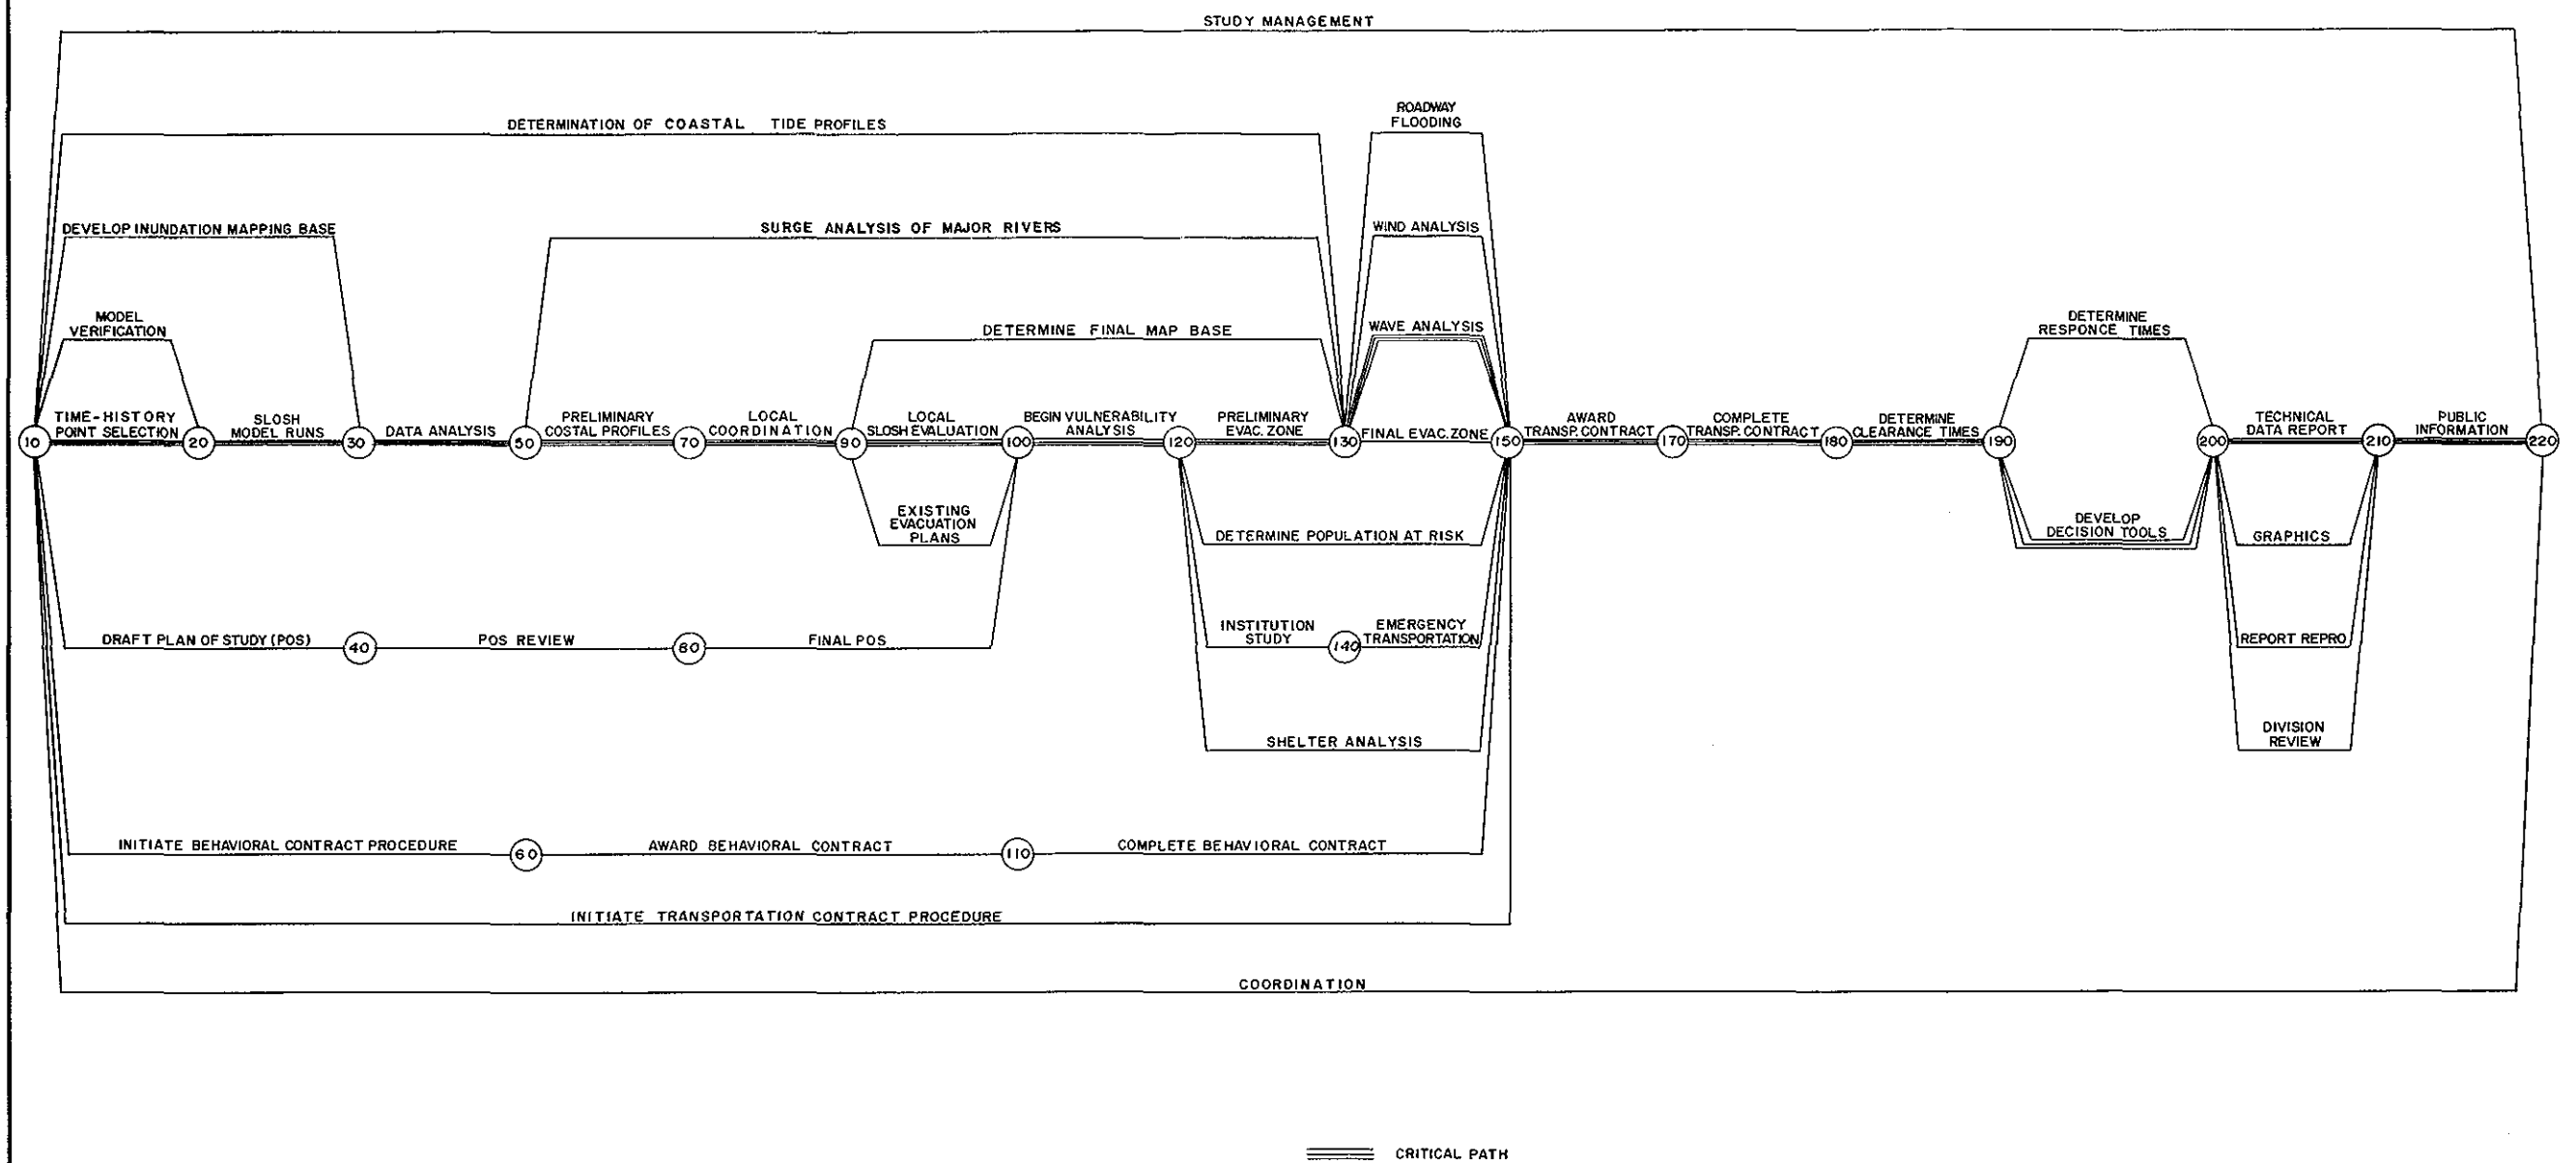 STUDY MANAGEMENT
DETERMINATION OF COASTAL TIDE PROFILES
ROADWAY
FLOODING
DEVELOP INUNDATION MAPPING BASE
SURGE ANALYSIS OF MAJOR RIVERS
WIND ANALYSIS
MODEL
VERIFICATION
DETERMINE FINAL MAP BASE
WAVE ANALYSIS
DETERMINE
RESPONCE TIMES
10
TIME-HISTORY
POINT SELECTION
20
SLOSH
MODEL RUNS
30
DATA ANALYSIS
50
PRELIMINARY
COSTAL PROFILES
70
LOCAL
COORDINATION
90
LOCAL
SLOSH EVALUATION
100
BEGIN VULNERABILITY
ANALYSIS
120
PRELIMINARY
EVAC. ZONE
130
FINAL EVAC. ZONE
150
AWARD
TRANSP. CONTRACT
170
COMPLETE
TRANSP. CONTRACT
180
DETERMINE
CLEARANCE TIMES
190
200
TECHNICAL
DATA REPORT
210
PUBLIC
INFORMATION
220
EXISTING
EVACUATION
PLANS
DETERMINE POPULATION AT RISK
DEVELOP
DECISION TOOLS
GRAPHICS
DRAFT PLAN OF STUDY (POS)
40
POS REVIEW
80
FINAL POS
INSTITUTION
STUDY
140
EMERGENCY
TRANSPORTATION
REPORT REPRO
SHELTER ANALYSIS
DIVISION
REVIEW
INITIATE BEHAVIORAL CONTRACT PROCEDURE
60
AWARD BEHAVIORAL CONTRACT
110
COMPLETE BEHAVIORAL CONTRACT
INITIATE TRANSPORTATION CONTRACT PROCEDURE
COORDINATION
CRITICAL PATH